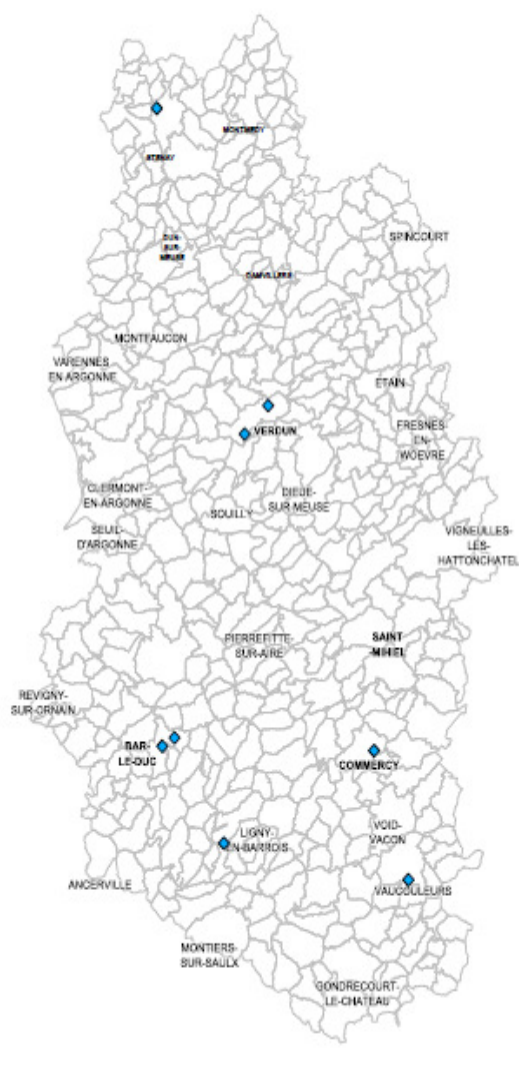 MONTMEDY
STENAY
DUN-
SUR-
MEUSE
SPINCOURT
DAMVILLERS
MONTFAUCON
VARENNES
EN-ARGONNE
ETAIN
VERDUN
FRESNES-
EN-
WOEVRE
CLERMONT-
EN-ARGONNE
DIEUE-
SUR-MEUSE
SOUILLY
SEUIL-
D'ARGONNE
VIGNEULLES-
LES-
HATTONCHATEL
PIERREFITTE-
SUR-AIRE
SAINT
-MIHIEL
REVIGNY-
SUR-ORNAIN
BAR-
LE-DUC
COMMERCY
LIGNY-
EN-BARROIS
VOID-
VACON
ANCERVILLE
VAUCOULEURS
MONTIERS-
SUR-SAULX
GONDRECOURT-
LE-CHATEAU